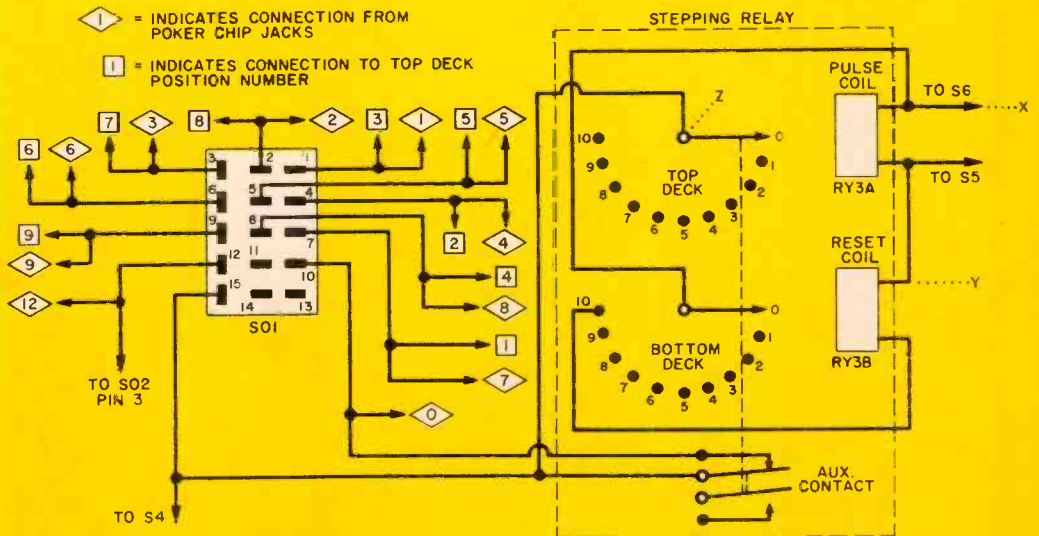 1 = INDICATES CONNECTION FROM
POKER CHIP JACKS
1 = INDICATES CONNECTION TO TOP DECK
POSITION NUMBER
STEPPING RELAY
PULSE
COIL
TO S6
X
Z
7 3 8 2 3 1 5 5
6 6
3 2 1
6 5 4
9 8 7
12 11 10
15 14 13
SO1
9
9
12
2 4
4
8
1
7
0
TO SO2
PIN 3
TO S4
10 9 8 7 6 5 4 3 2 1 0
TOP
DECK
RY3A
TO S5
RESET
COIL
Y
10 9 8 7 6 5 4 3 2 1 0
BOTTOM
DECK
RY3B
AUX.
CONTACT